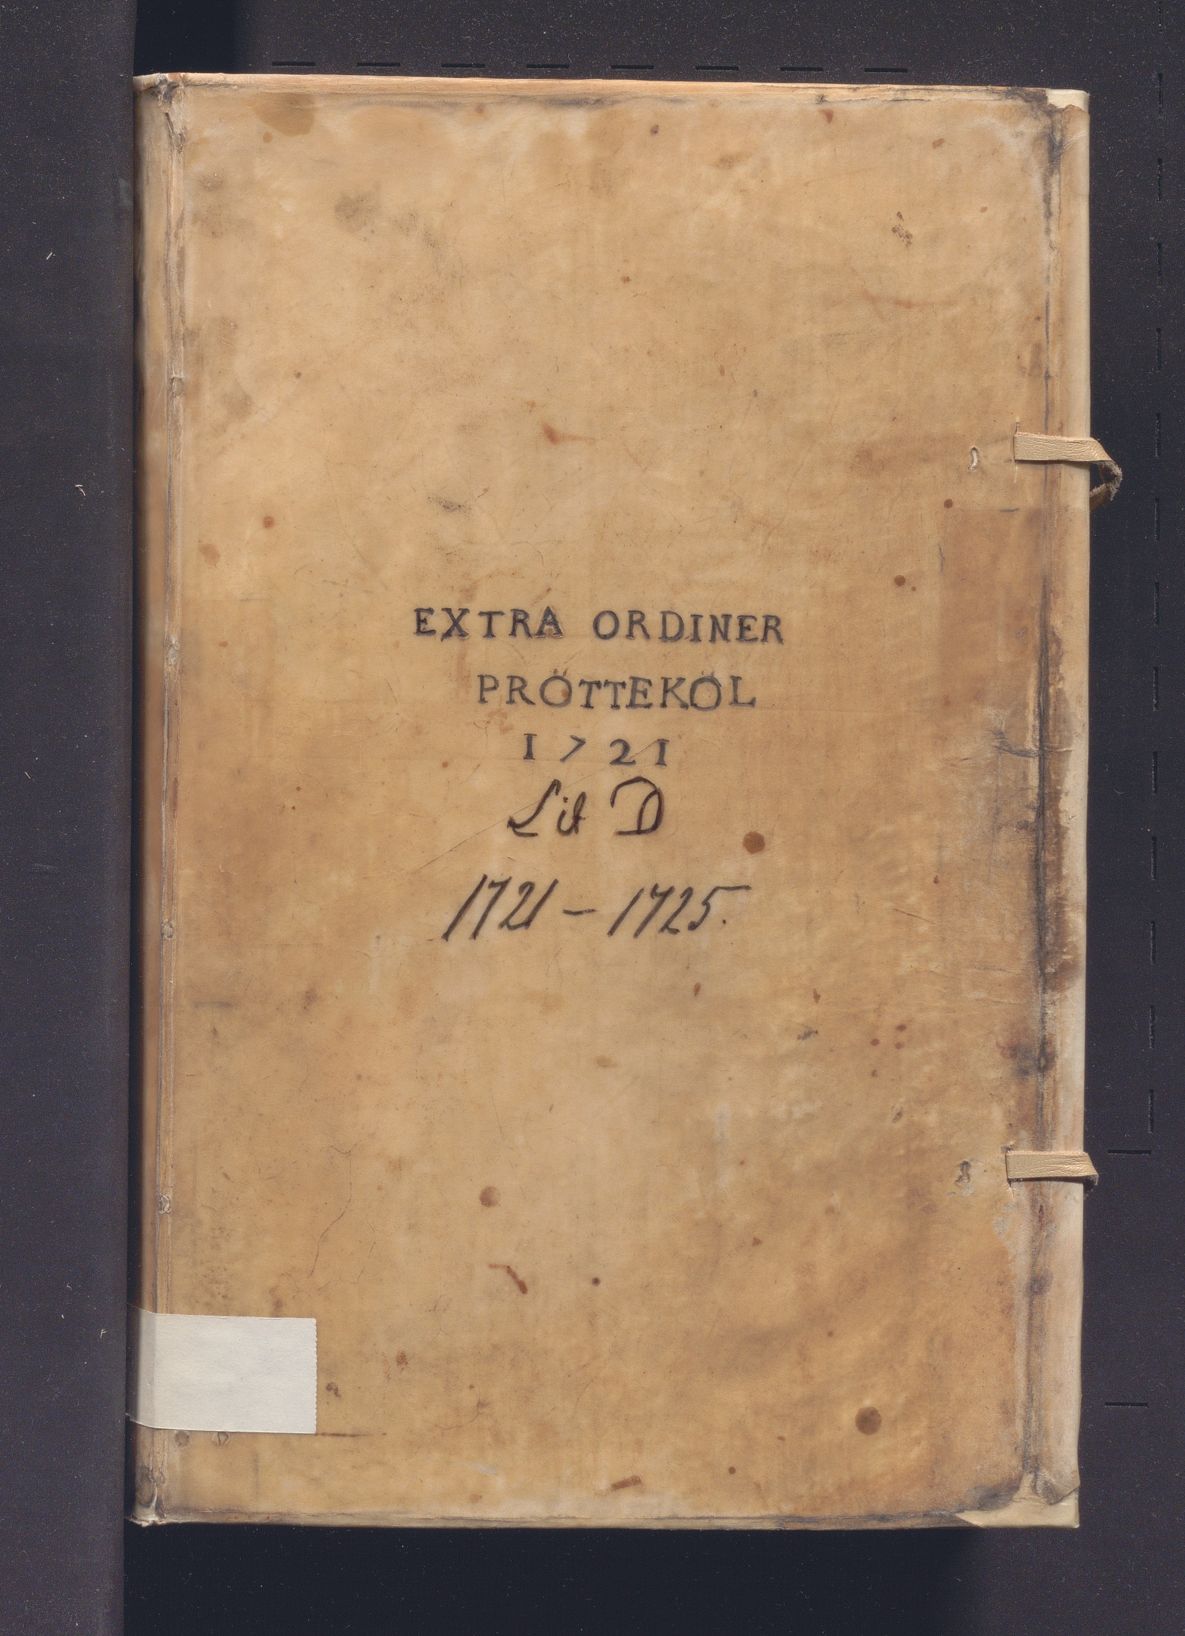 EXTRA ORDINER
PRÖTTEKÖL
1721
Lit D
1721 – 1725.